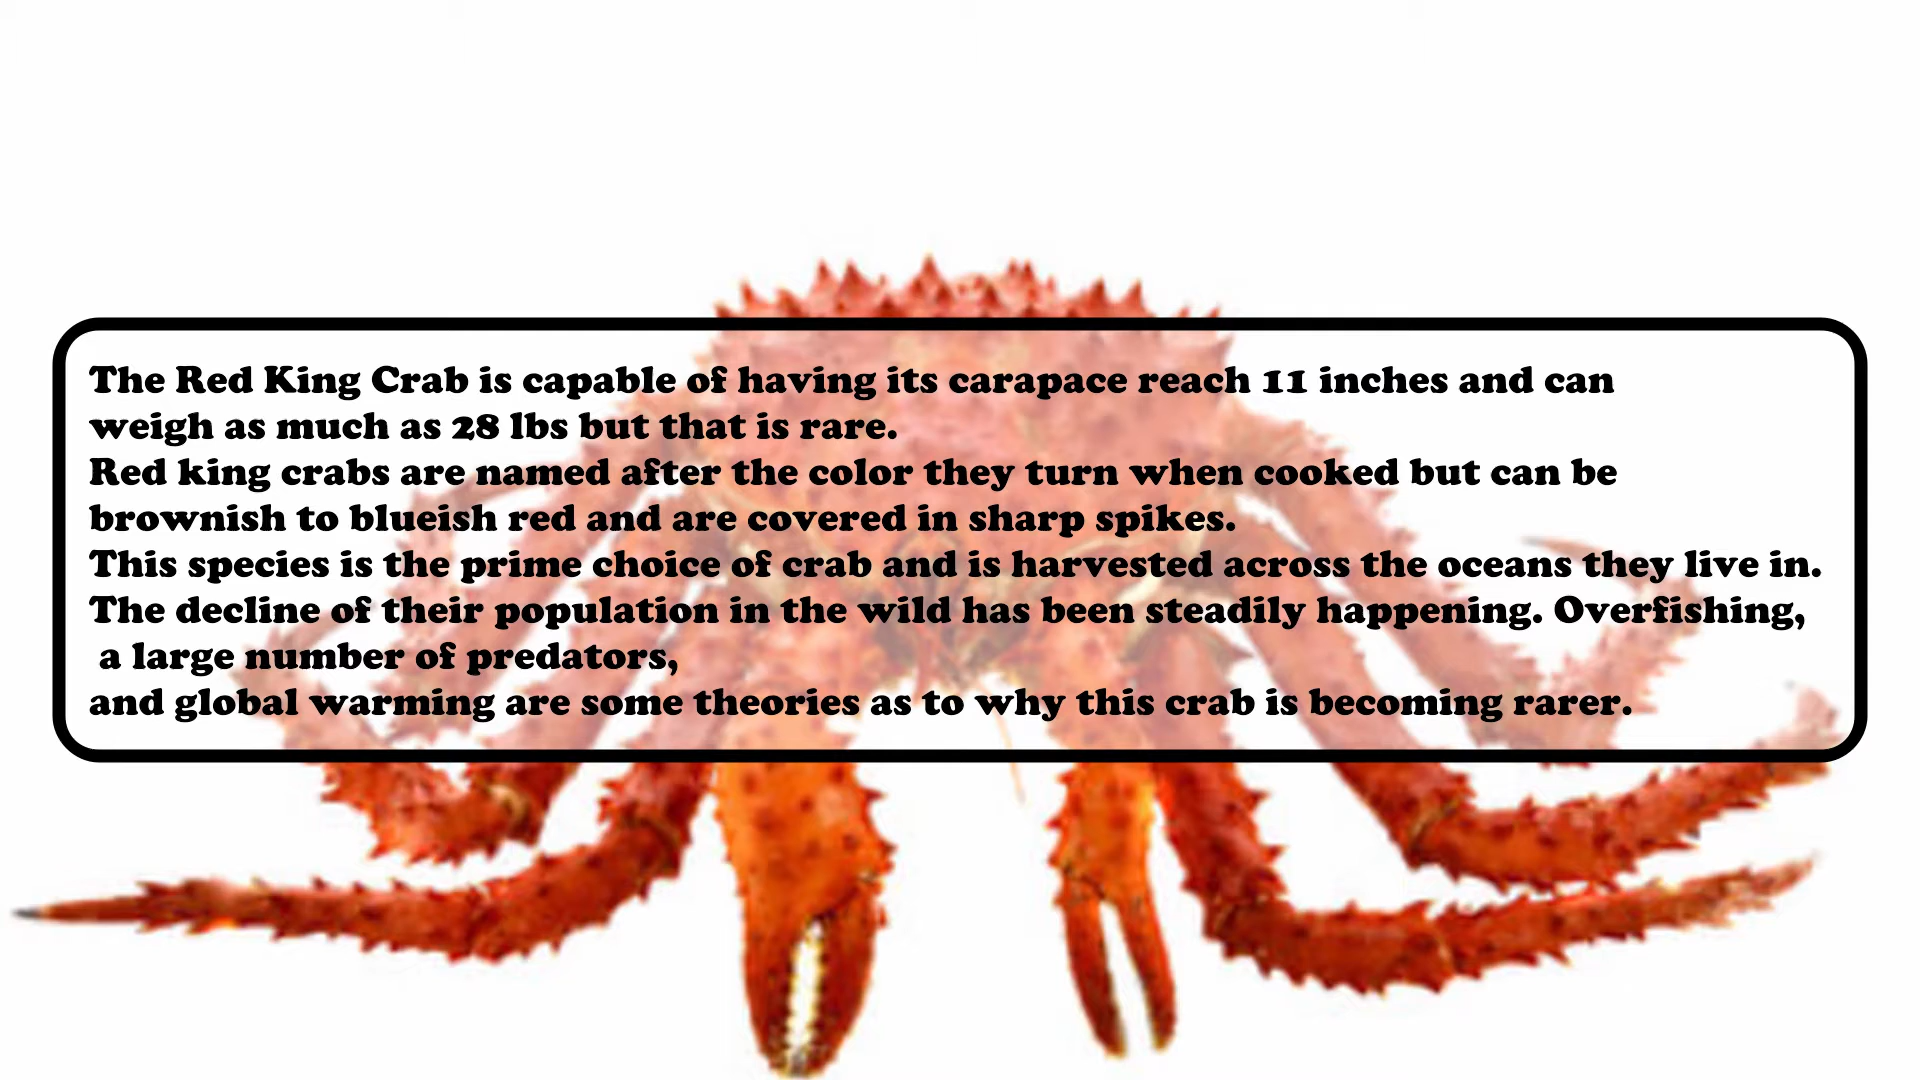 The Red King Crab is capable of having its carapace reach 11 inches and can
weigh as much as 28 lbs but that is rare.
Red king crabs are named after the color they turn when cooked but can be
brownish to blueish red and are covered in sharp spikes.
This species is the prime choice of crab and is harvested across the oceans they live in.
The decline of their population in the wild has been steadily happening. Overfishing,
a large number of predators,
and global warming are some theories as to why this crab is becoming rarer.